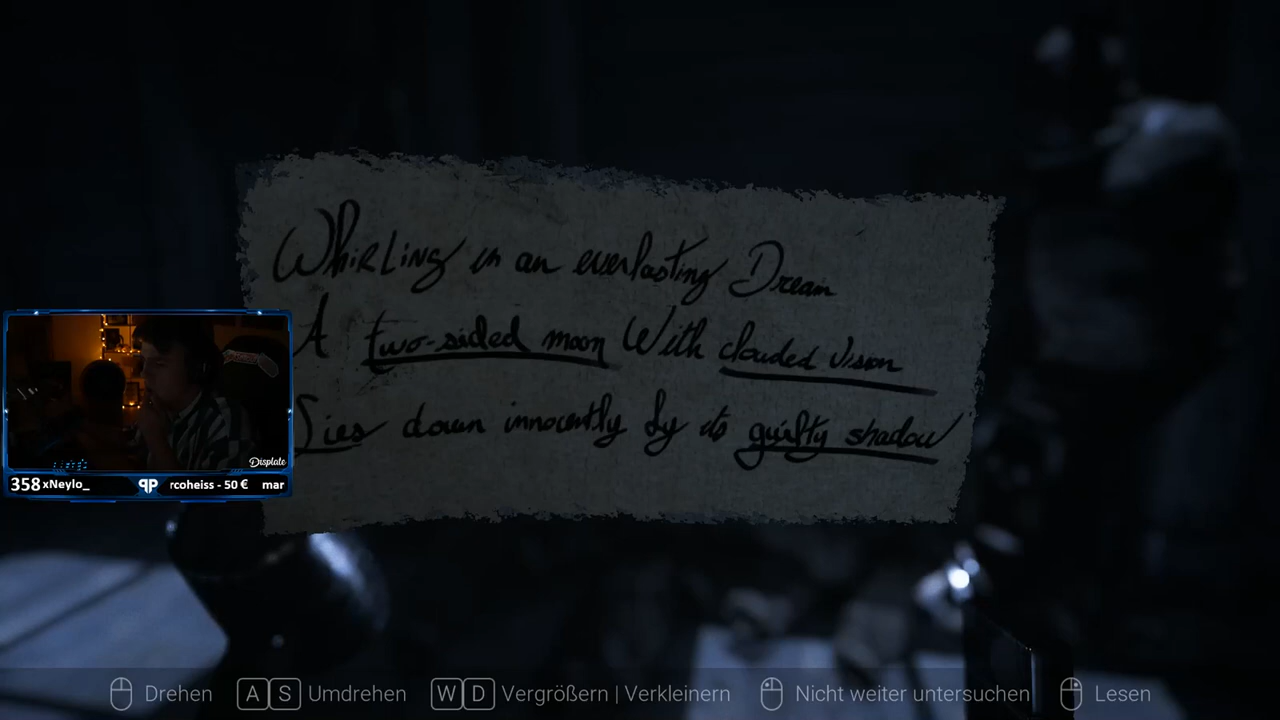 Whirling in an everlasting Dream
A two-sided moon With clouded vision
Lies down innocently by its guilty shadow
Displate
358 xNeylo_ rcoheiss - 50 € mar
Drehen A S Umdrehen W D Vergrößern | Verkleinern Nicht weiter untersuchen Lesen